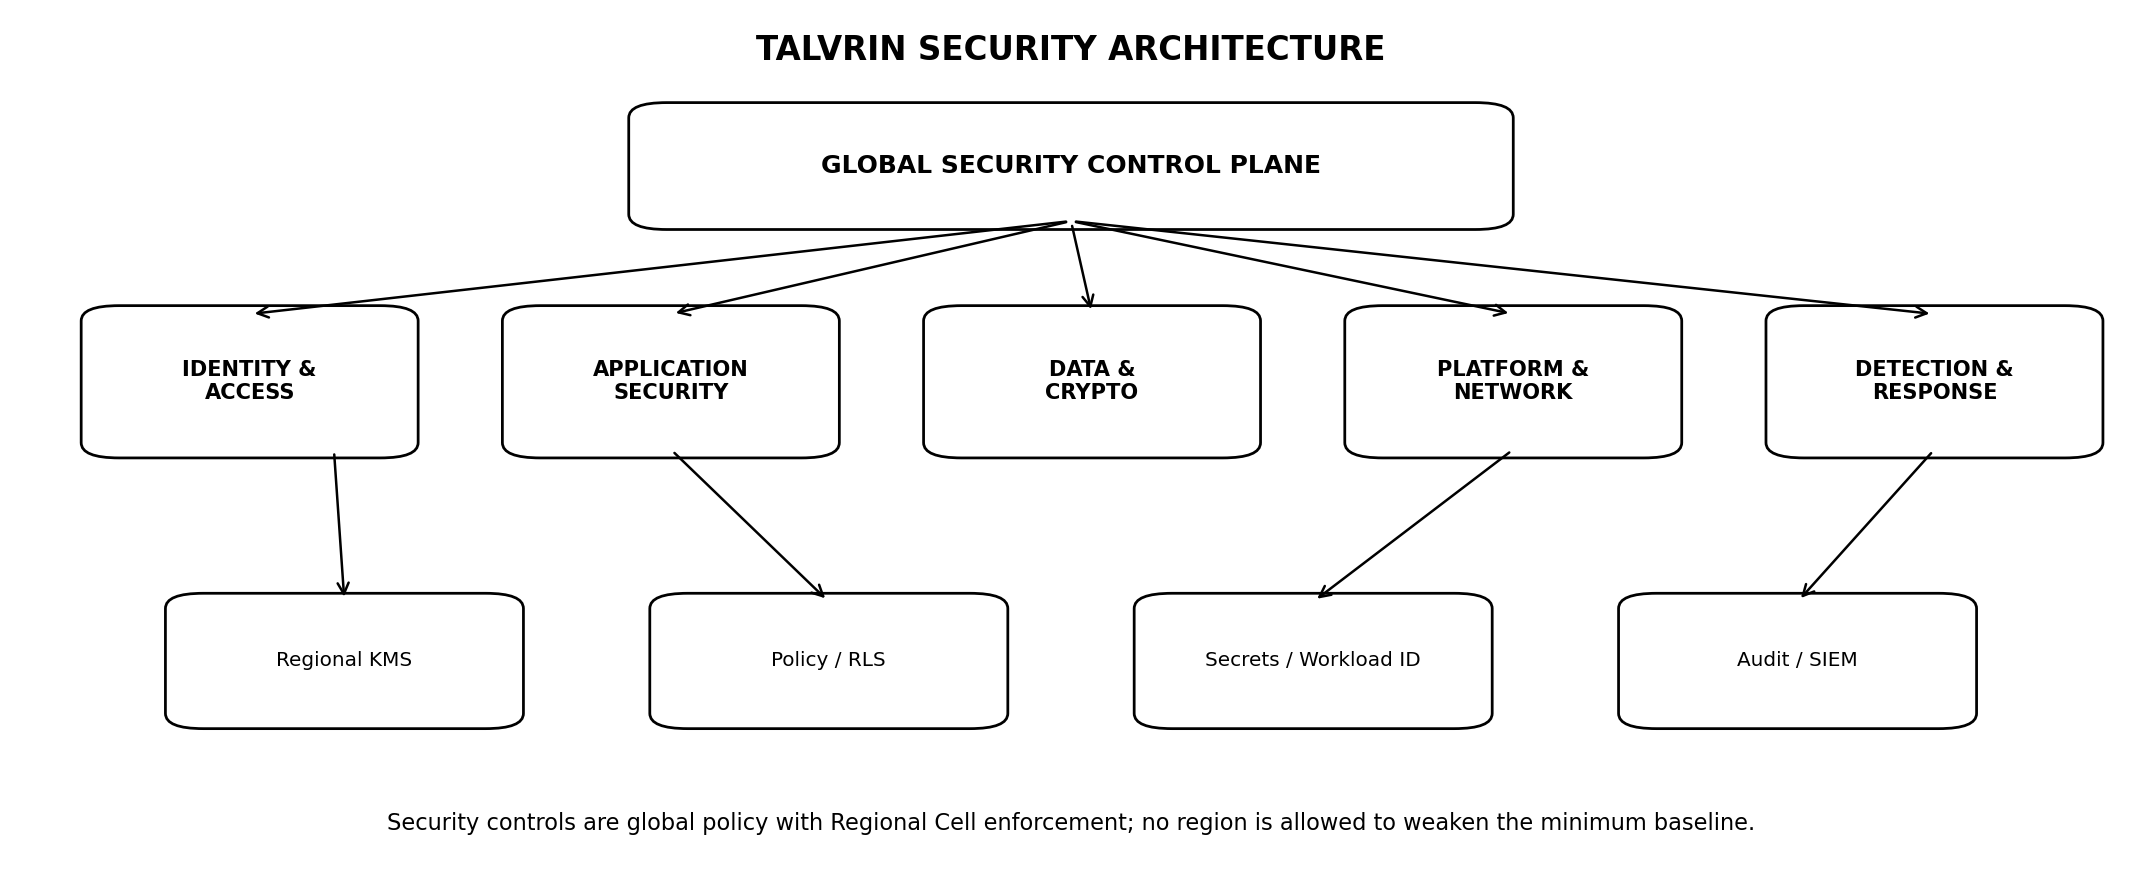 TALVRIN SECURITY ARCHITECTURE
GLOBAL SECURITY CONTROL PLANE
IDENTITY &
ACCESS
APPLICATION
SECURITY
DATA &
CRYPTO
PLATFORM &
NETWORK
DETECTION &
RESPONSE
Regional KMS
Policy / RLS
Secrets / Workload ID
Audit / SIEM
Security controls are global policy with Regional Cell enforcement; no region is allowed to weaken the minimum baseline.